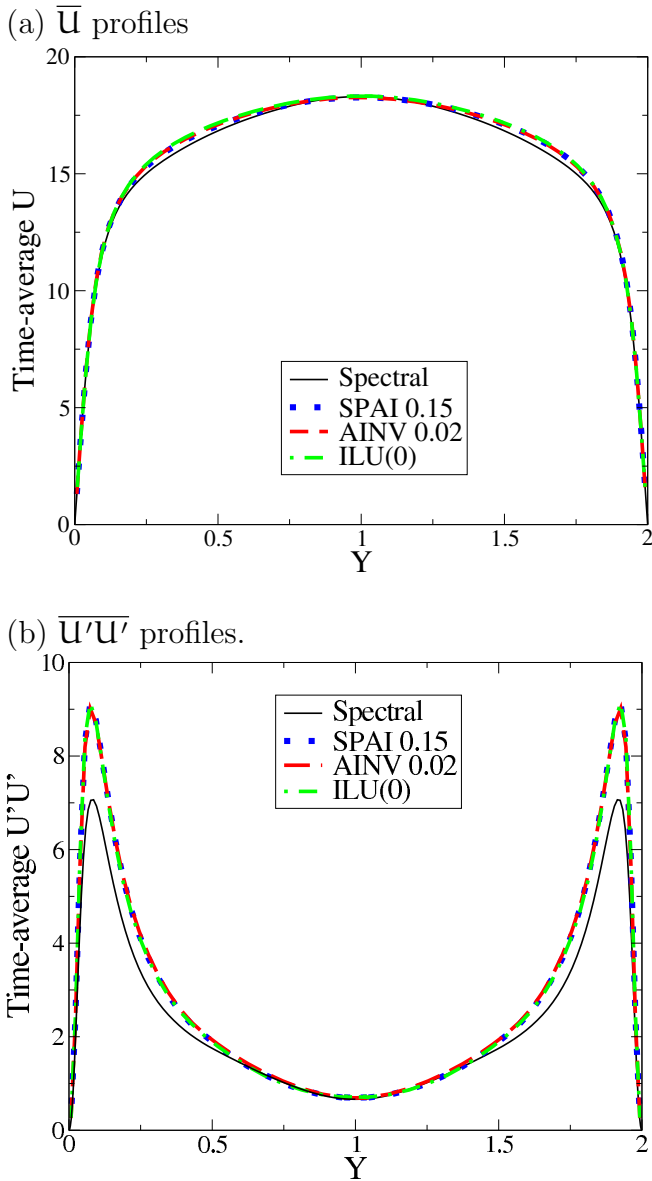 (a) U̅ profiles
20
15
10
5
0
Time-average U
Spectral
SPAI 0.15
AINV 0.02
ILU(0)
0 0.5 1 1.5 2
Y
(b) U̅'̅U̅'̅ profiles.
10
8
6
4
2
0
Time-average U'U'
Spectral
SPAI 0.15
AINV 0.02
ILU(0)
0 0.5 1 1.5 2
Y